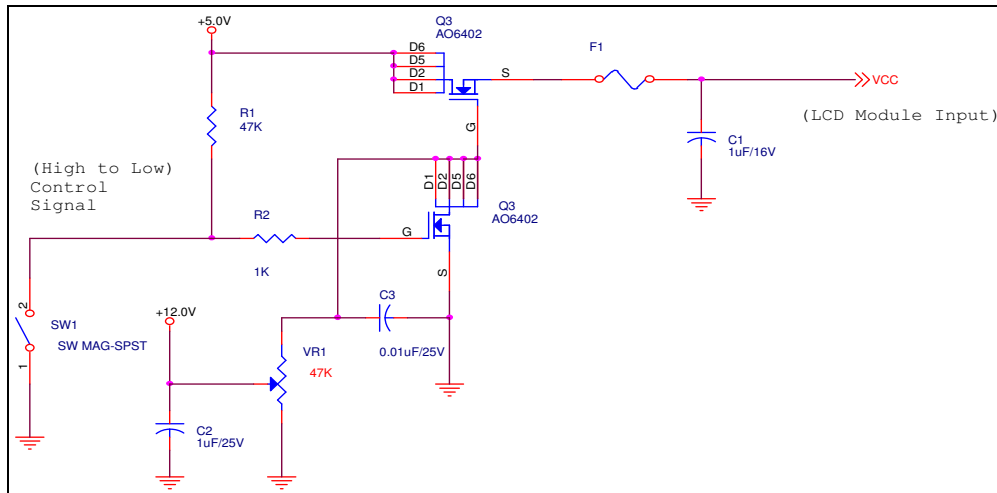 +5.0V
Q3
AO6402
D6
D5
D2
D1
S
G
F1
VCC
(LCD Module Input)
R1
47K
C1
1uF/16V
(High to Low)
Control
Signal
D1
D2
D5
D6
Q3
AO6402
R2
1K
G
S
2
SW1
SW MAG-SPST
1
+12.0V
C3
0.01uF/25V
VR1
47K
C2
1uF/25V